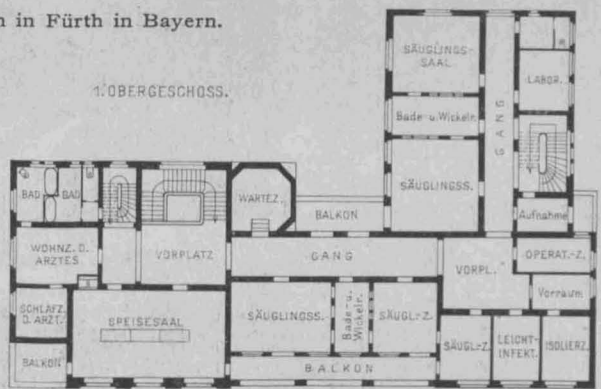 n in Fürth in Bayern.
1. OBERGESCHOSS.
SÄUGLINGS-
SAAL
LABOR.
Bade- u. Wickelr.
GANG
SÄUGLINGSS.
BAD
BAD
WARTEZ.
BALKON
Aufnahme
WOHNZ. D.
ARZTES
VORPLATZ
GANG
VORPL.
OPERAT.-Z.
Vorraum
SCHLAFZ.
D. ARZT.
SPEISESAAL
SÄUGLINGSS.
Bade- u.
Wickelr.
SÄUGL.-Z.
SÄUGL.-Z.
LEICHT-
INFEKT.
ISOLIERZ.
BALKON
BALKON